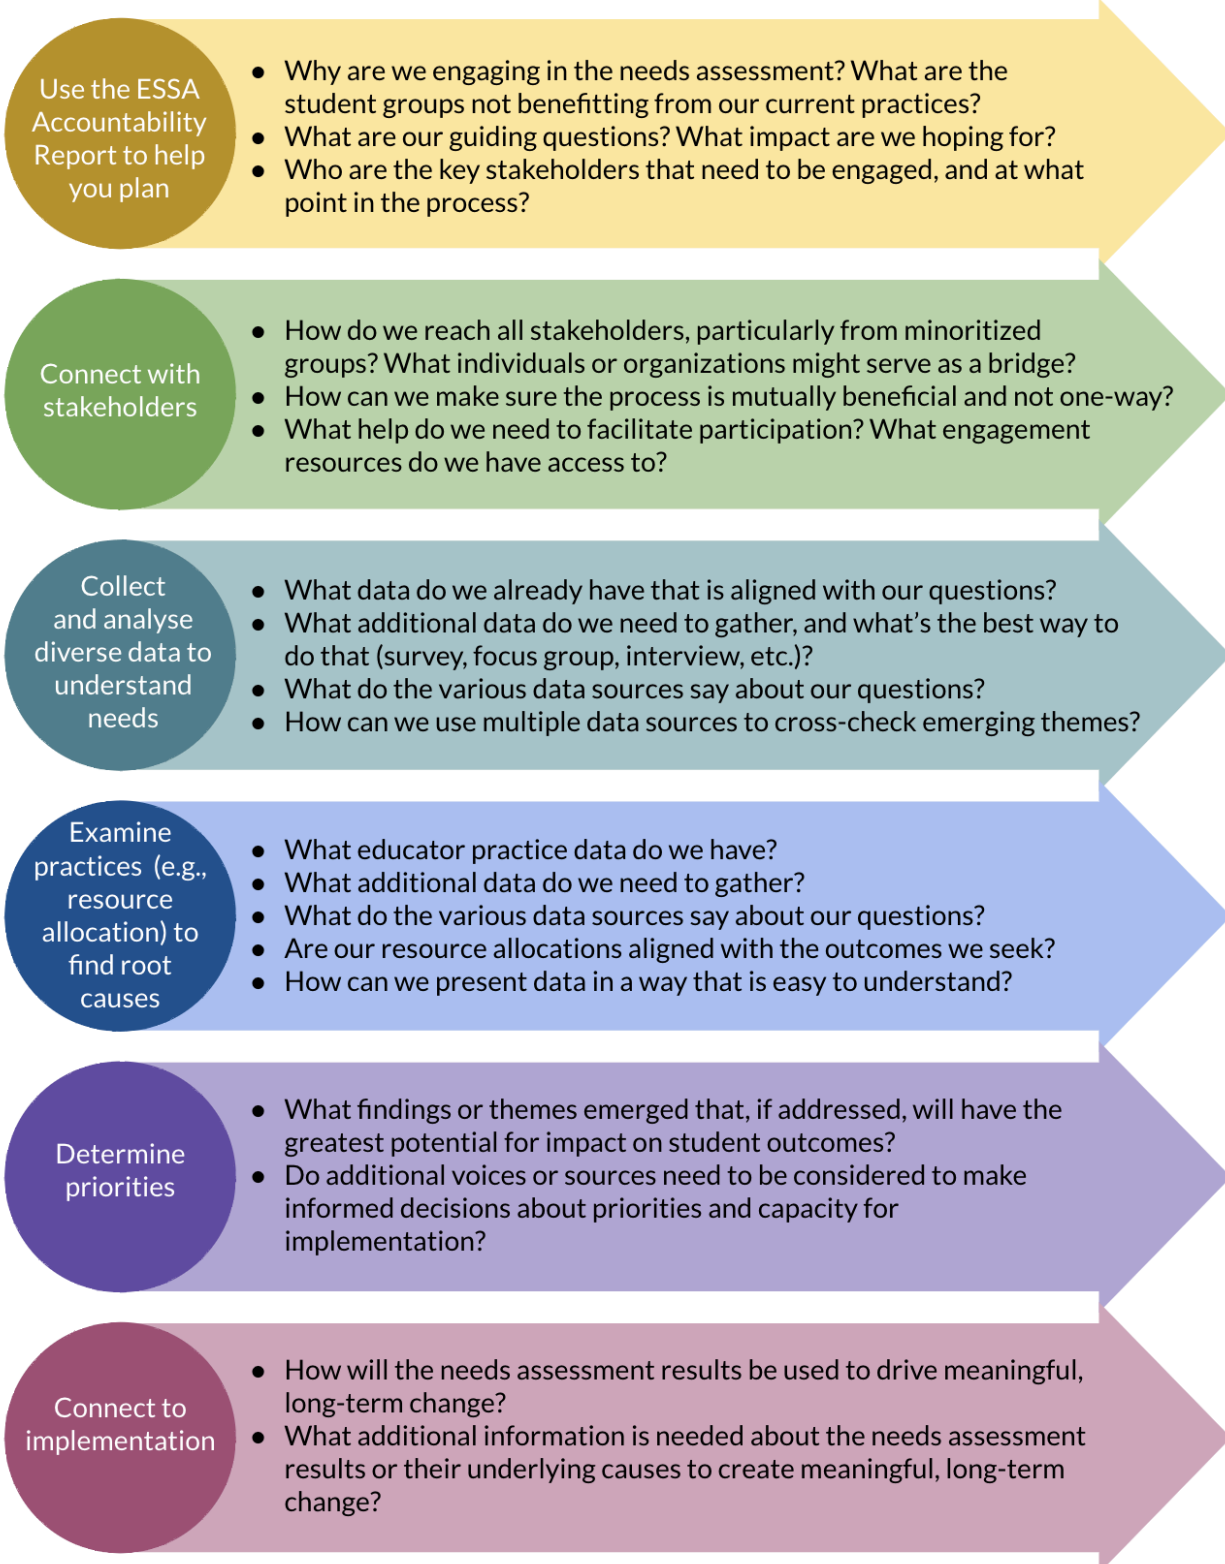 Use the ESSA
Accountability
Report to help
you plan
● Why are we engaging in the needs assessment? What are the
student groups not benefitting from our current practices?
● What are our guiding questions? What impact are we hoping for?
● Who are the key stakeholders that need to be engaged, and at what
point in the process?
Connect with
stakeholders
● How do we reach all stakeholders, particularly from minoritized
groups? What individuals or organizations might serve as a bridge?
● How can we make sure the process is mutually beneficial and not one-way?
● What help do we need to facilitate participation? What engagement
resources do we have access to?
Collect
and analyse
diverse data to
understand
needs
● What data do we already have that is aligned with our questions?
● What additional data do we need to gather, and what’s the best way to
do that (survey, focus group, interview, etc.)?
● What do the various data sources say about our questions?
● How can we use multiple data sources to cross-check emerging themes?
Examine
practices (e.g.,
resource
allocation) to
find root
causes
● What educator practice data do we have?
● What additional data do we need to gather?
● What do the various data sources say about our questions?
● Are our resource allocations aligned with the outcomes we seek?
● How can we present data in a way that is easy to understand?
Determine
priorities
● What findings or themes emerged that, if addressed, will have the
greatest potential for impact on student outcomes?
● Do additional voices or sources need to be considered to make
informed decisions about priorities and capacity for
implementation?
Connect to
implementation
● How will the needs assessment results be used to drive meaningful,
long-term change?
● What additional information is needed about the needs assessment
results or their underlying causes to create meaningful, long-term
change?